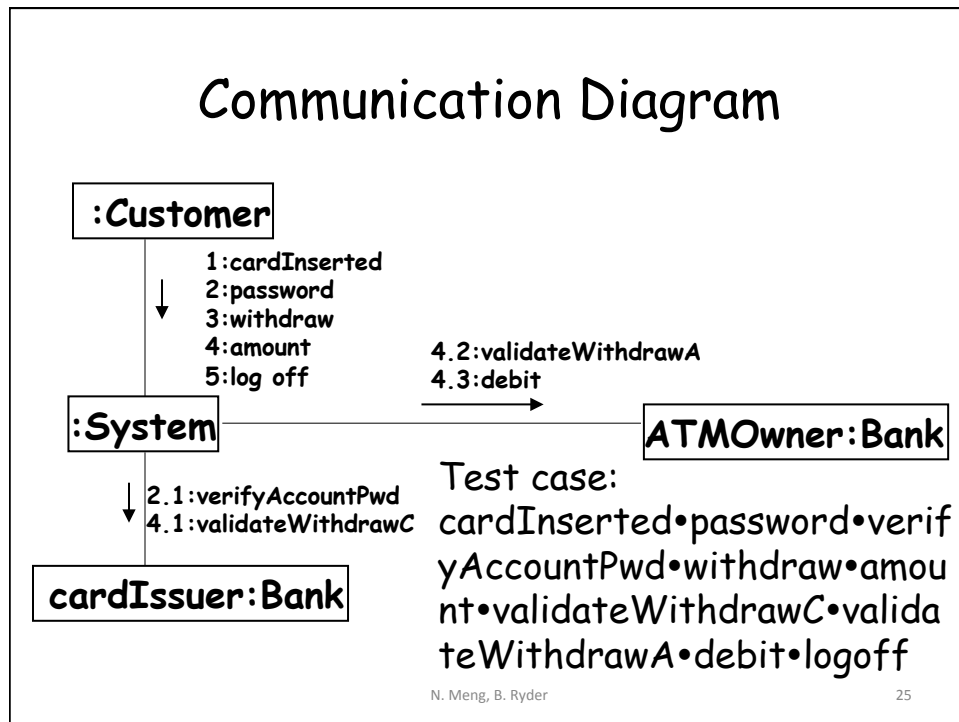 Communication Diagram
:Customer
1:cardInserted
2:password
3:withdraw
4:amount
5:log off
4.2:validateWithdrawA
4.3:debit
:System
ATMOwner:Bank
2.1:verifyAccountPwd
4.1:validateWithdrawC
cardIssuer:Bank
Test case:
cardInserted•password•verif
yAccountPwd•withdraw•amou
nt•validateWithdrawC•valida
teWithdrawA•debit•logoff
N. Meng, B. Ryder
25